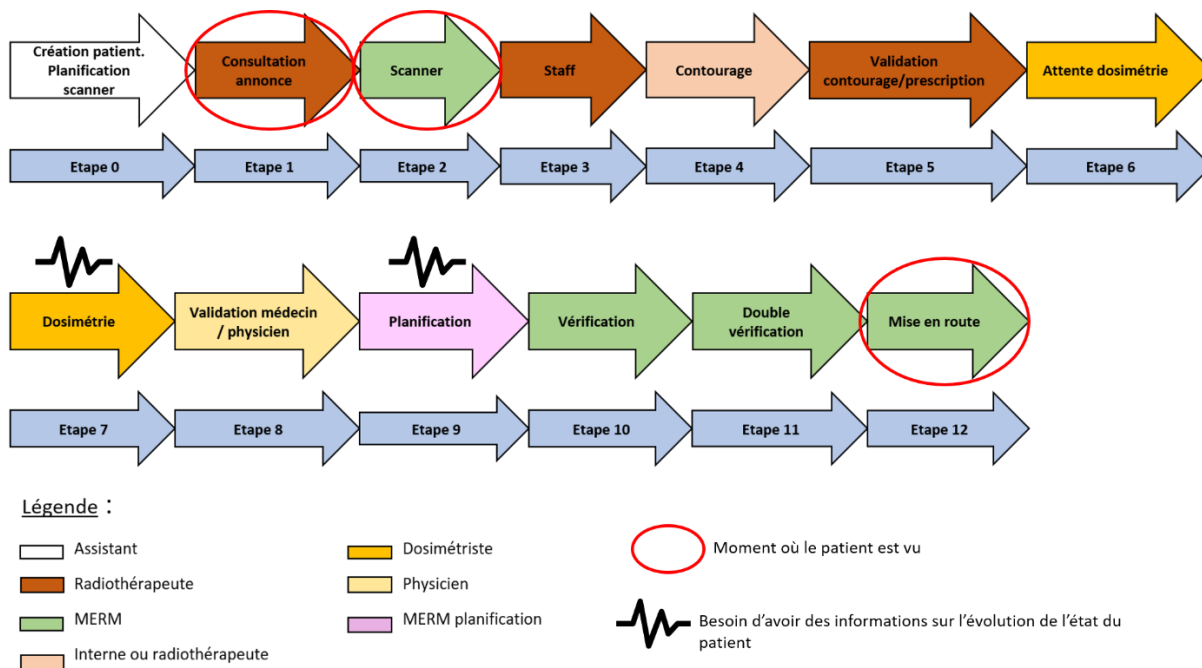 Création patient.
Planification
scanner
Consultation
annonce
Scanner
Staff
Contourage
Validation
contourage/prescription
Attente dosimétrie
Etape 0
Etape 1
Etape 2
Etape 3
Etape 4
Etape 5
Etape 6
Dosimétrie
Validation médecin
/ physicien
Planification
Vérification
Double
vérification
Mise en route
Etape 7
Etape 8
Etape 9
Etape 10
Etape 11
Etape 12
Légende :
Assistant
Radiothérapeute
MERM
Interne ou radiothérapeute
Dosimétriste
Physicien
MERM planification
Moment où le patient est vu
Besoin d'avoir des informations sur l'évolution de l'état du
patient